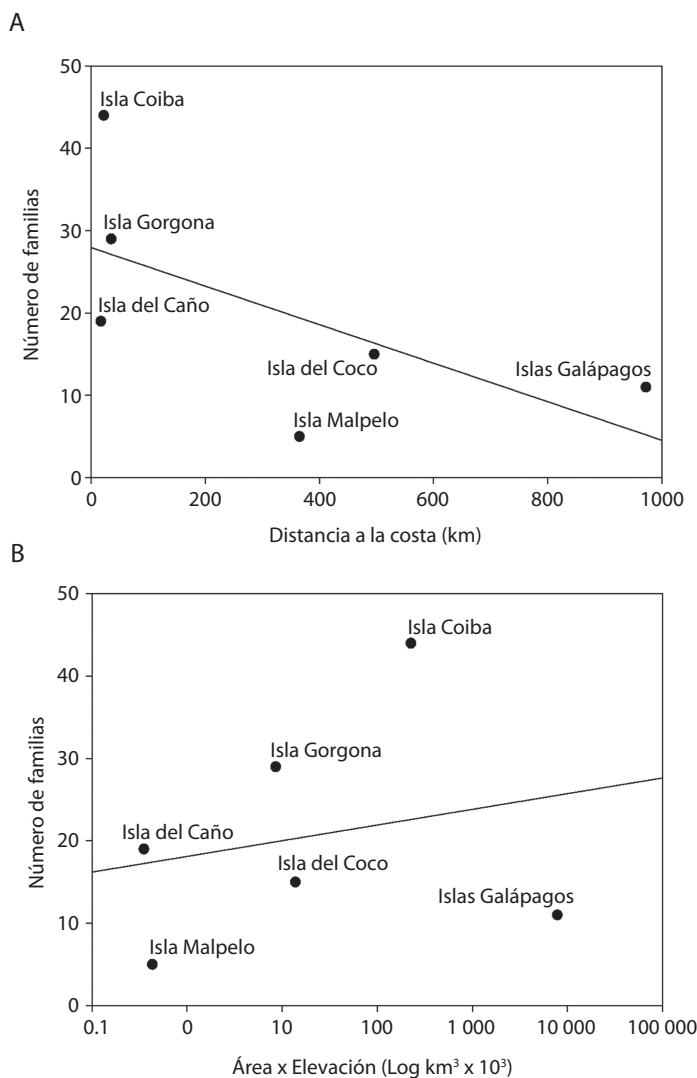 A
50
40
30
20
10
0
Número de familias
Isla Coiba
Isla Gorgona
Isla del Caño
Isla del Coco
Islas Galápagos
Isla Malpelo
0 200 400 600 800 1000
Distancia a la costa (km)
B
50
40
30
20
10
0
Número de familias
Isla Coiba
Isla Gorgona
Isla del Caño
Isla del Coco
Islas Galápagos
Isla Malpelo
0.1 0 10 100 1 000 10 000 100 000
Área x Elevación (Log km³ x 10³)